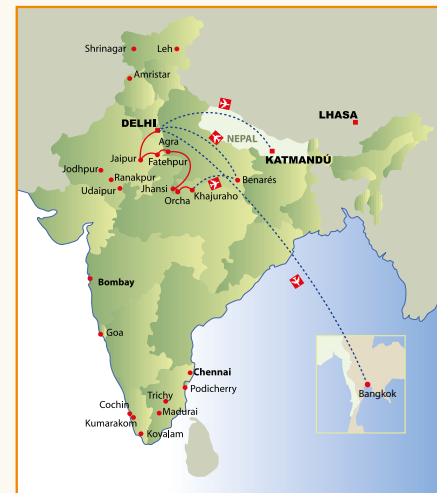 Shrinagar
Leh
Amristar
DELHI
LHASA
Agra
NEPAL
KATMANDÚ
Jaipur
Fatehpur
Jodhpur
Ranakpur
Benarés
Udaipur
Jhansi
Khajuraho
Orcha
Bombay
Goa
Chennai
Podicherry
Bangkok
Trichy
Cochin
Madurai
Kumarakom
Kovalam